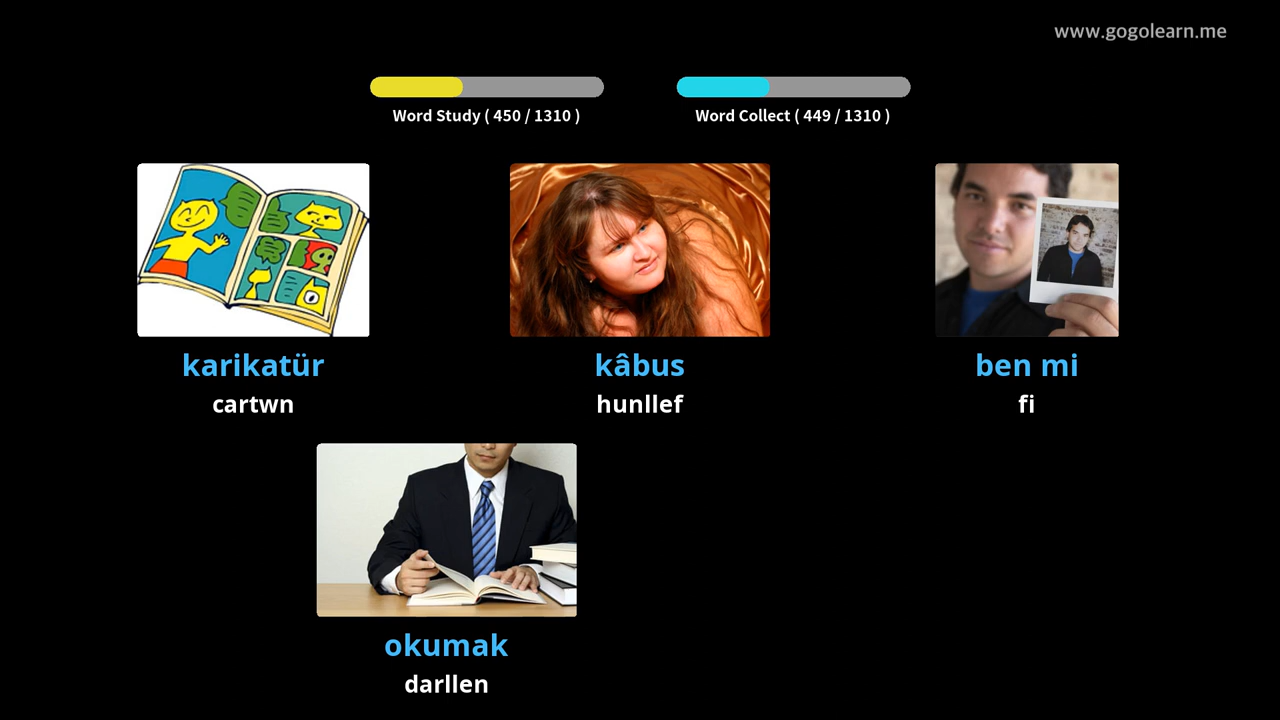 www.gogolearn.me
Word Study ( 450 / 1310 )
Word Collect ( 449 / 1310 )
karikatür
cartwn
kâbus
hunllef
ben mi
fi
okumak
darllen